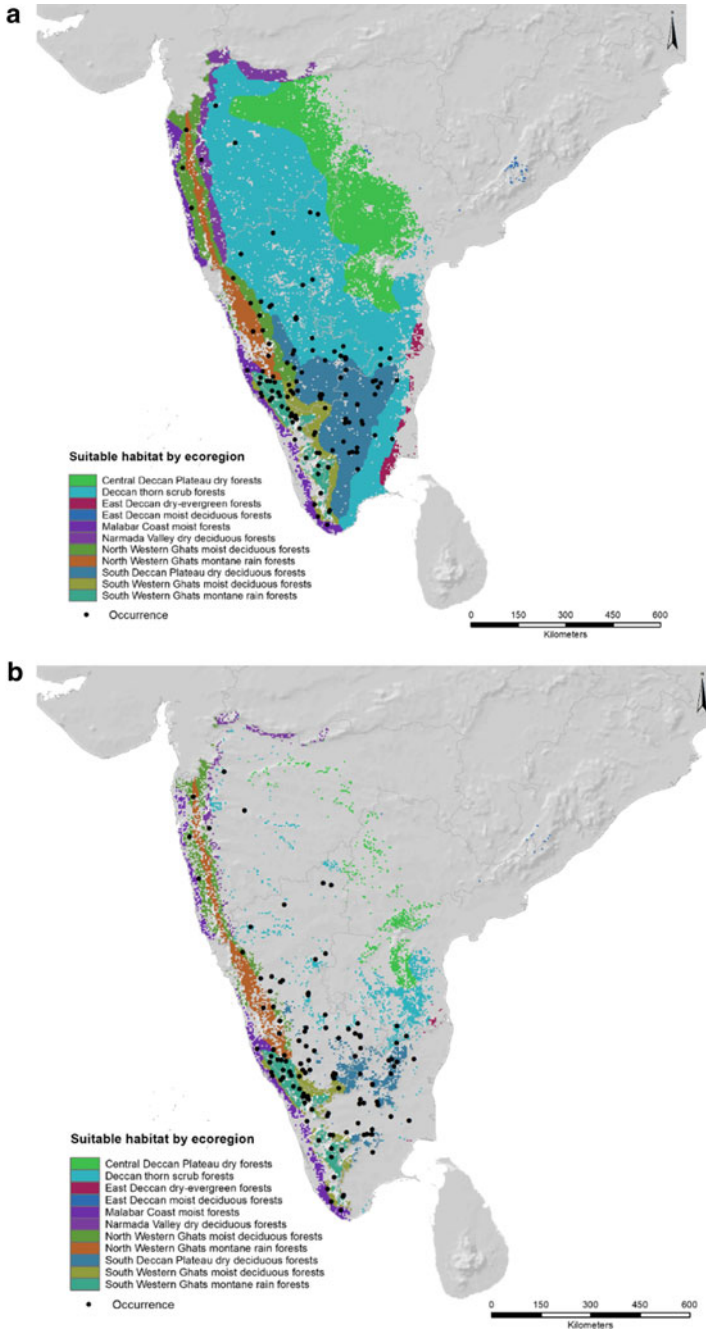 a
Suitable habitat by ecoregion
Central Deccan Plateau dry forests
Deccan thorn scrub forests
East Deccan dry-evergreen forests
East Deccan moist deciduous forests
Malabar Coast moist forests
Narmada Valley dry deciduous forests
North Western Ghats moist deciduous forests
North Western Ghats montane rain forests
South Deccan Plateau dry deciduous forests
South Western Ghats moist deciduous forests
South Western Ghats montane rain forests
Occurrence
0 150 300 450 600
Kilometers
b
Suitable habitat by ecoregion
Central Deccan Plateau dry forests
Deccan thorn scrub forests
East Deccan dry-evergreen forests
East Deccan moist deciduous forests
Malabar Coast moist forests
Narmada Valley dry deciduous forests
North Western Ghats moist deciduous forests
North Western Ghats montane rain forests
South Deccan Plateau dry deciduous forests
South Western Ghats moist deciduous forests
South Western Ghats montane rain forests
Occurrence
0 150 300 450 600
Kilometers